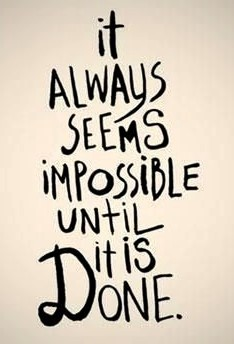 it
ALWAYS
SEEMS
iMPOSSiBLE
UNTiL
it iS
DONE.